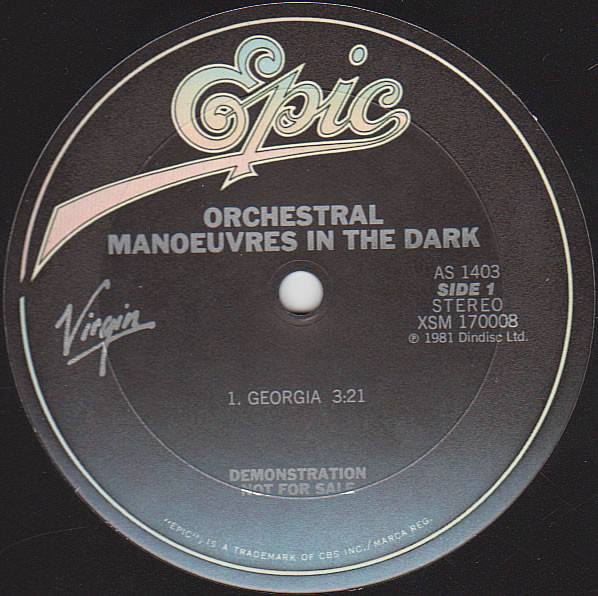 Epic
ORCHESTRAL
MANOEUVRES IN THE DARK
AS 1403
SIDE 1
STEREO
XSM 170008
℗ 1981 Dindisc Ltd.
Virgin
1. GEORGIA 3:21
DEMONSTRATION
NOT FOR SALE
"EPIC", IS A TRADEMARK OF CBS INC./MARCA REG.